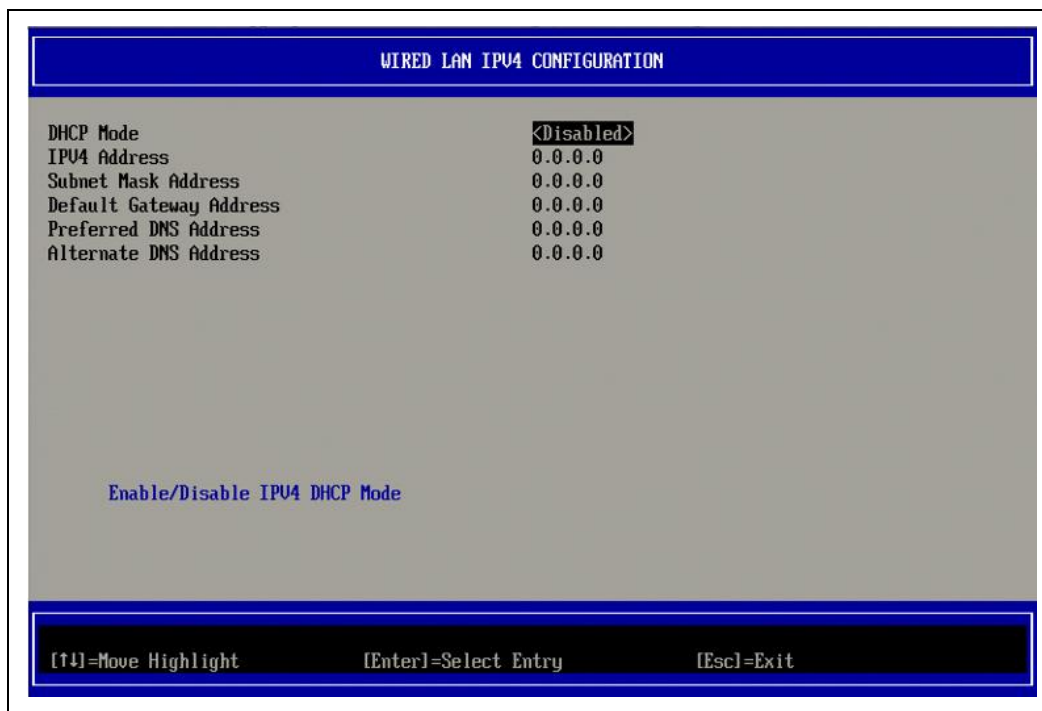 WIRED LAN IPV4 CONFIGURATION
DHCP Mode <Disabled>
IPV4 Address 0.0.0.0
Subnet Mask Address 0.0.0.0
Default Gateway Address 0.0.0.0
Preferred DNS Address 0.0.0.0
Alternate DNS Address 0.0.0.0
Enable/Disable IPV4 DHCP Mode
[↑↓]=Move Highlight [Enter]=Select Entry [Esc]=Exit